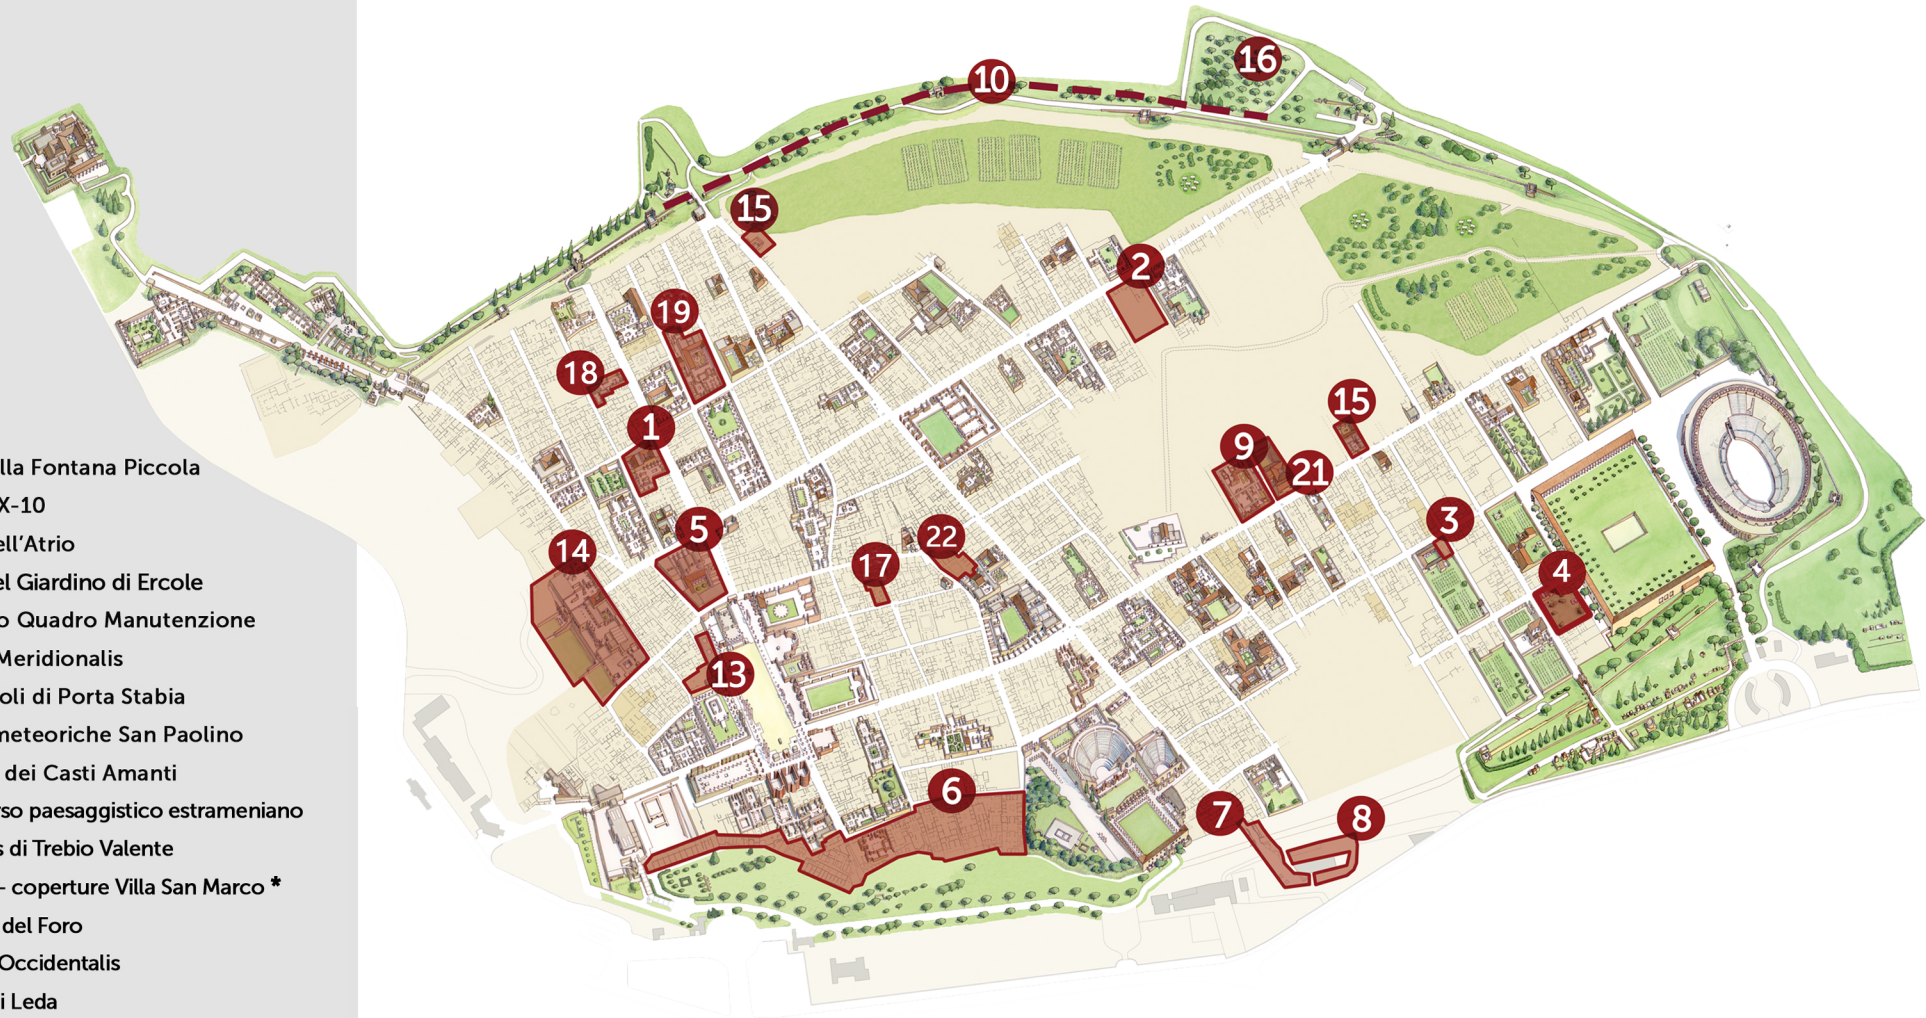 lla Fontana Piccola
X-10
ell'Atrio
el Giardino di Ercole
o Quadro Manutenzione
Meridionalis
oli di Porta Stabia
meteoriche San Paolino
dei Casti Amanti
rso paesaggistico estrameniano
s di Trebio Valente
- coperture Villa San Marco *
del Foro
Occidentalis
i Leda
16
10
15
2
19
18
15
1
9
21
3
5
22
14
17
4
13
6
7
8